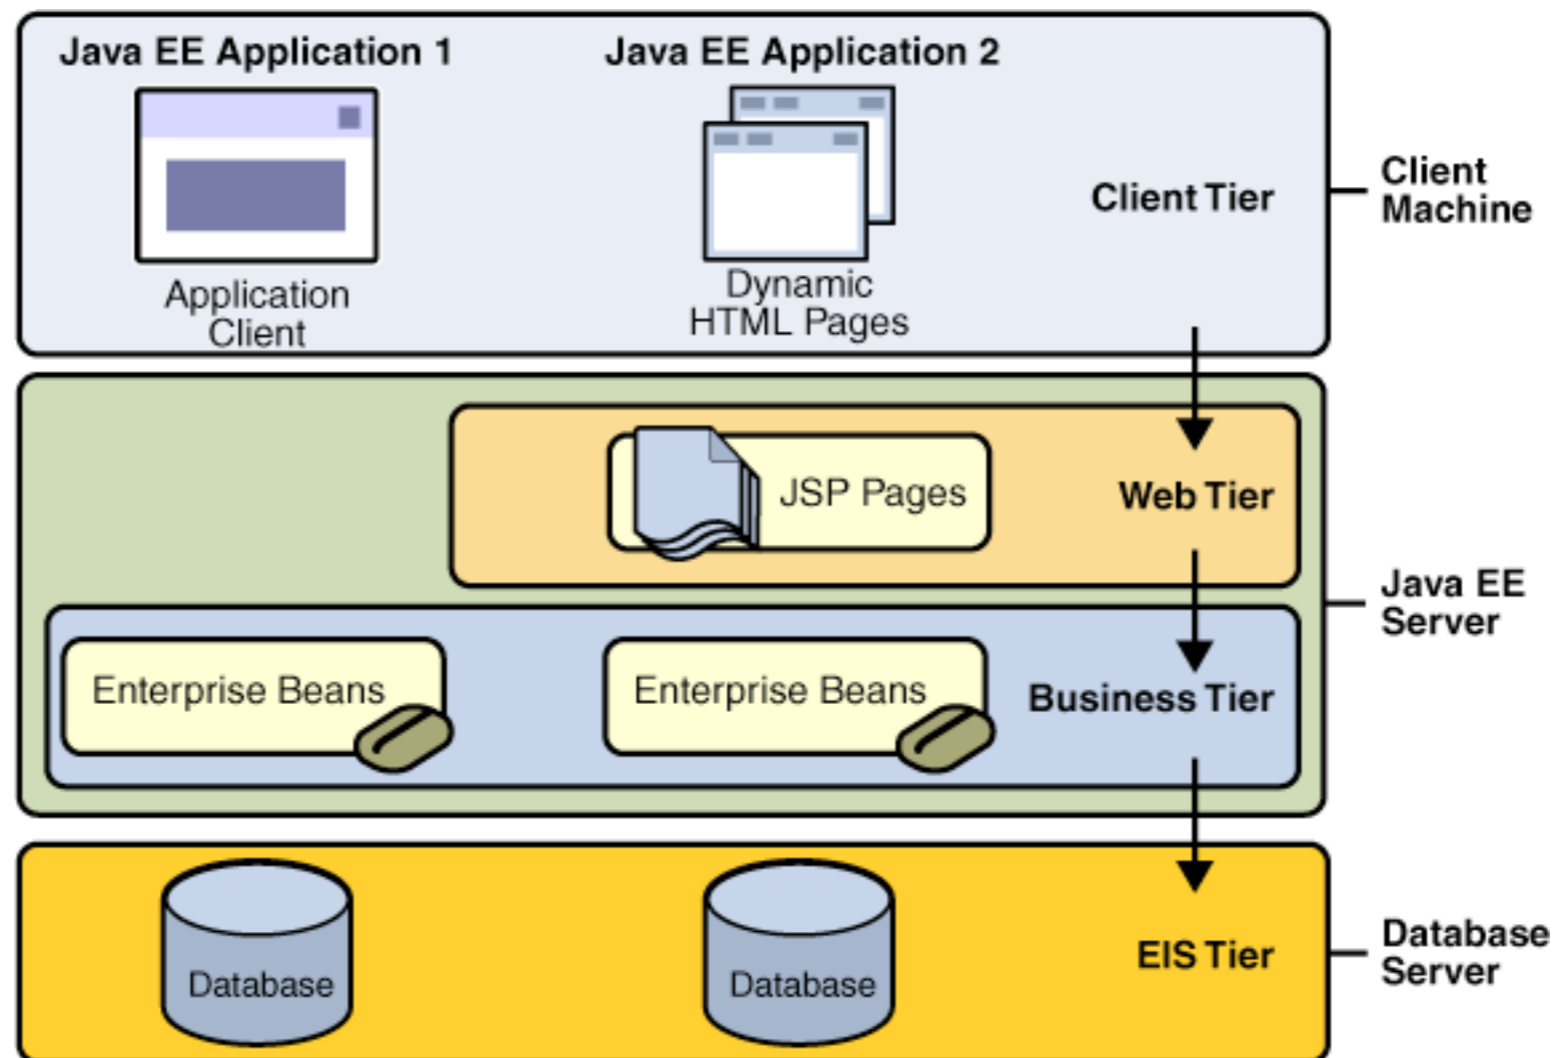 Java EE Application 1
Java EE Application 2
Application
Client
Dynamic
HTML Pages
Client Tier
Client
Machine
JSP Pages
Web Tier
Java EE
Server
Enterprise Beans
Enterprise Beans
Business Tier
Database
Database
EIS Tier
Database
Server